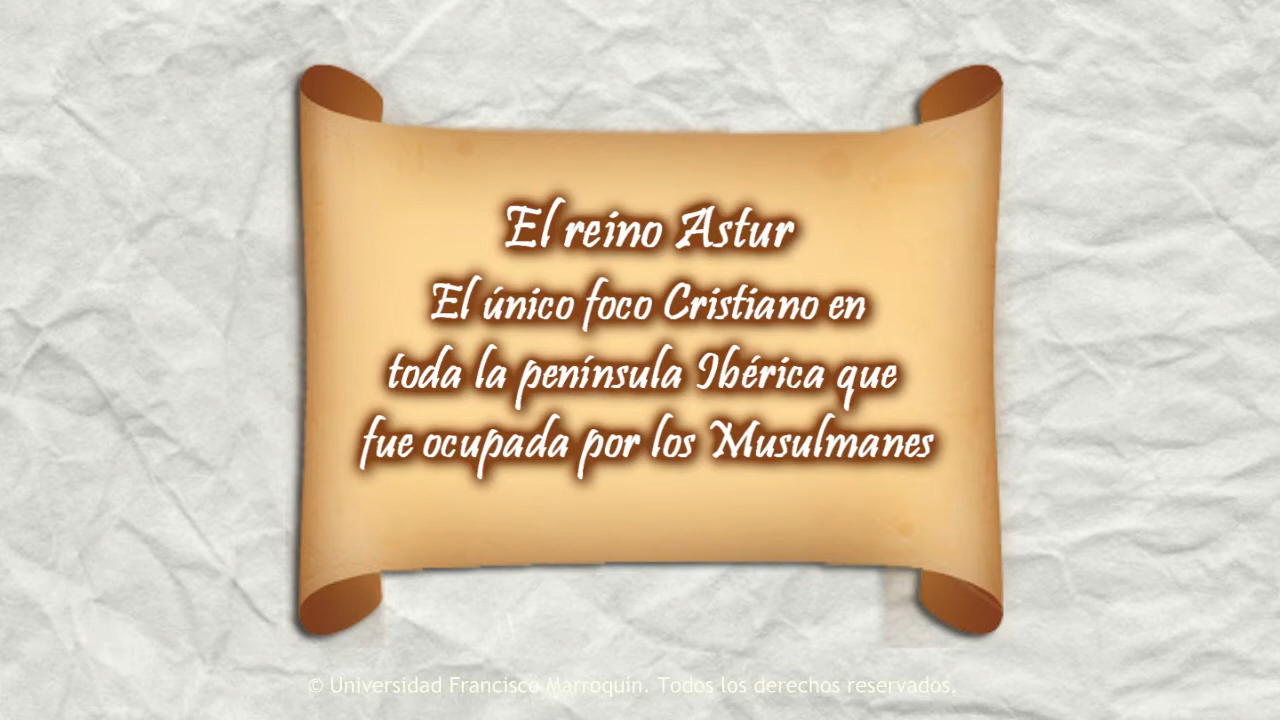 El reino Astur
El único foco Cristiano en
toda la península Ibérica que
fue ocupada por los Musulmanes
© Universidad Francisco Marroquín. Todos los derechos reservados.